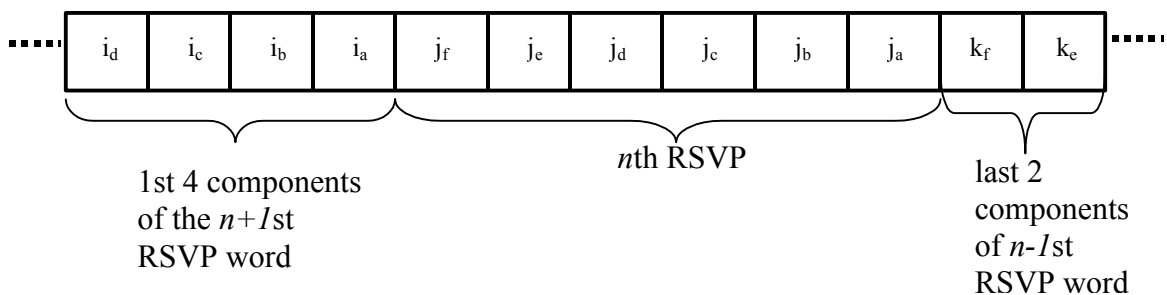 i_d i_c i_b i_a j_f j_e j_d j_c j_b j_a k_f k_e
1st 4 components
of the n+1st
RSVP word
nth RSVP
last 2
components
of n-1st
RSVP word